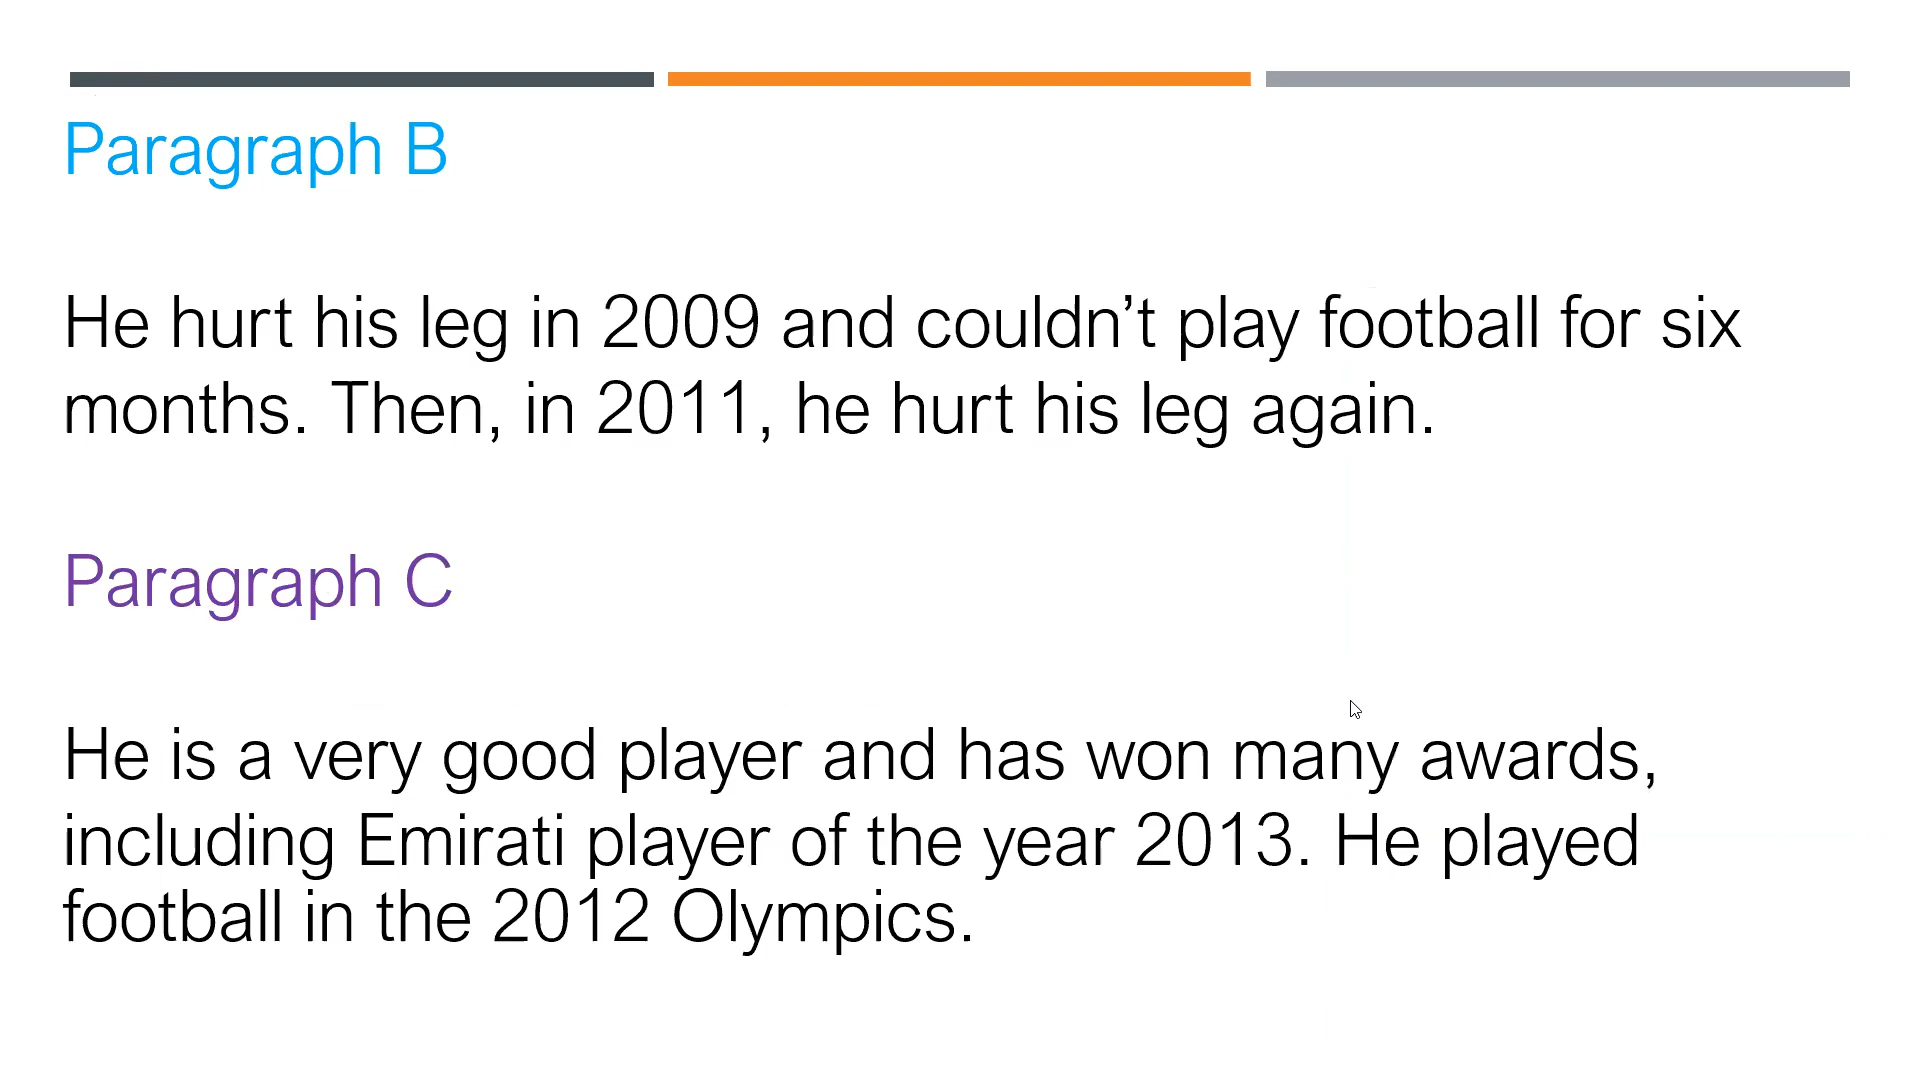 Paragraph B
He hurt his leg in 2009 and couldn’t play football for six
months. Then, in 2011, he hurt his leg again.
Paragraph C
He is a very good player and has won many awards,
including Emirati player of the year 2013. He played
football in the 2012 Olympics.